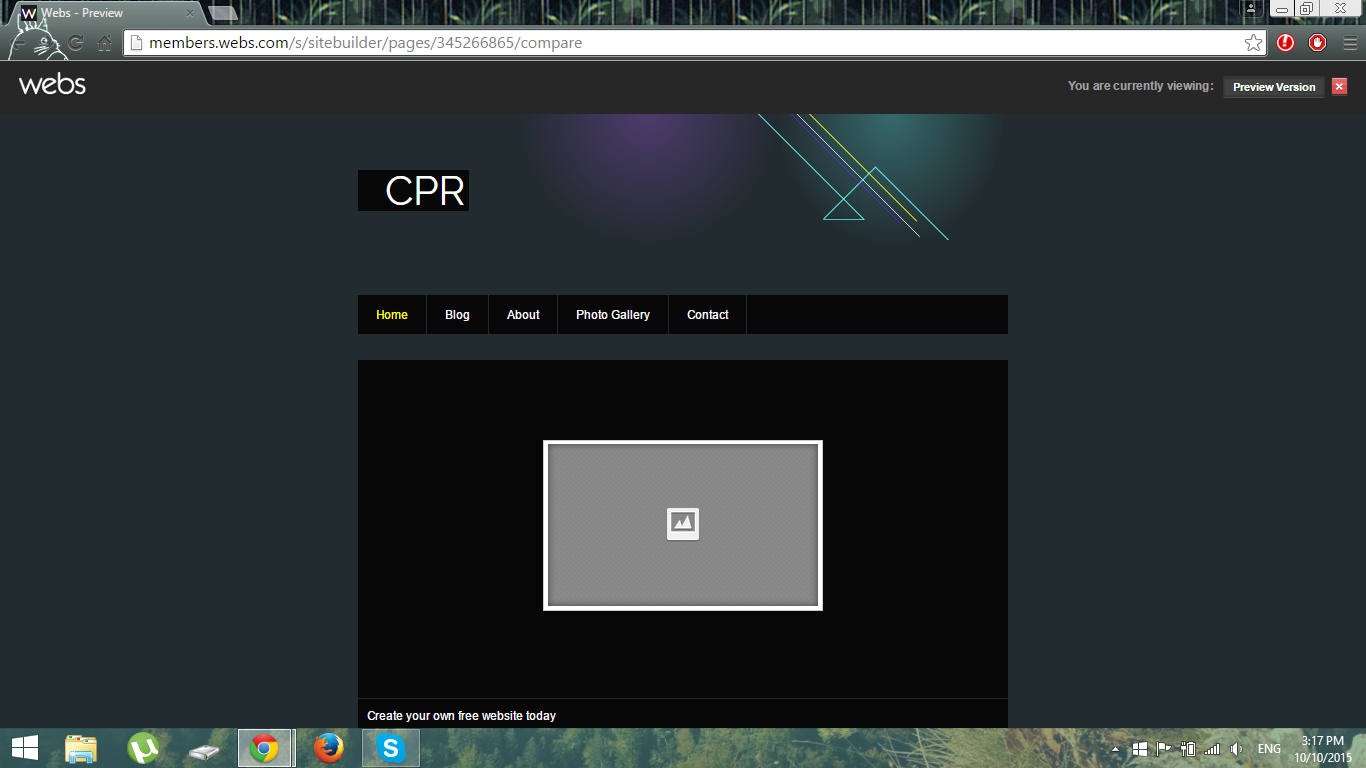 Webs - Preview
members.webs.com/s/sitebuilder/pages/345266865/compare
webs
You are currently viewing: Preview Version
CPR
Home Blog About Photo Gallery Contact
Create your own free website today
ENG
3:17 PM
10/10/2015